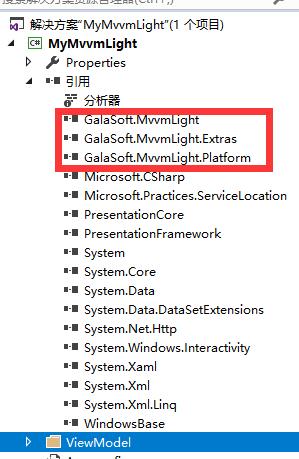 解决方案"MyMvvmLight"(1 个项目)
C# MyMvvmLight
Properties
引用
分析器
GalaSoft.MvvmLight
GalaSoft.MvvmLight.Extras
GalaSoft.MvvmLight.Platform
Microsoft.CSharp
Microsoft.Practices.ServiceLocation
PresentationCore
PresentationFramework
System
System.Core
System.Data
System.Data.DataSetExtensions
System.Net.Http
System.Windows.Interactivity
System.Xaml
System.Xml
System.Xml.Linq
WindowsBase
ViewModel